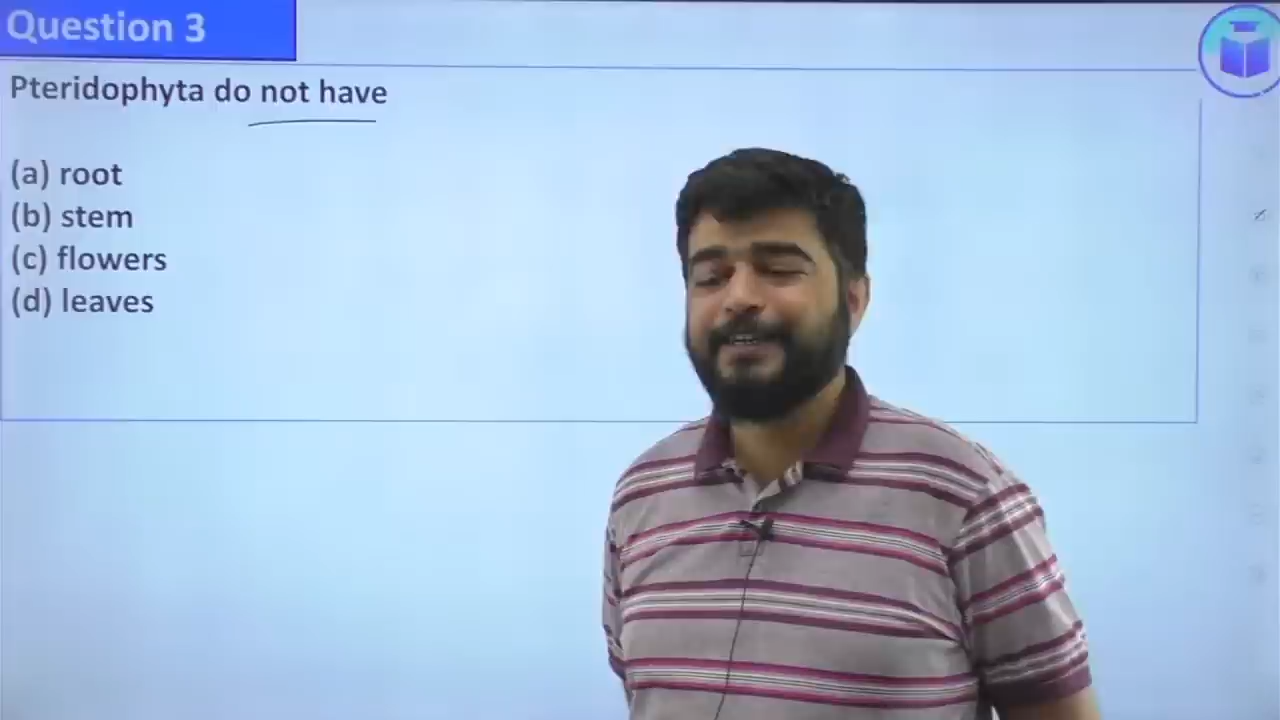 Question 3
Pteridophyta do not have
(a) root
(b) stem
(c) flowers
(d) leaves